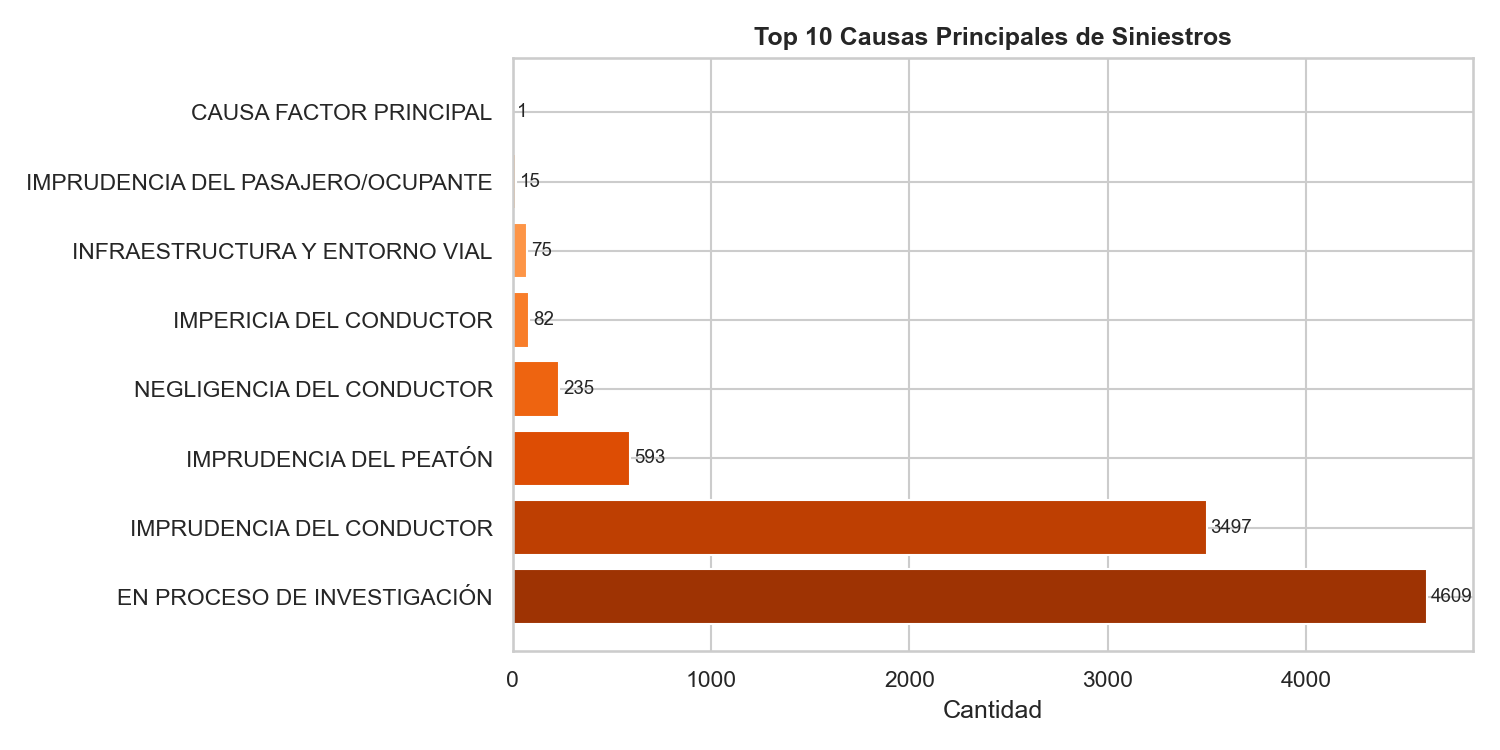 Top 10 Causas Principales de Siniestros
CAUSA FACTOR PRINCIPAL 1
IMPRUDENCIA DEL PASAJERO/OCUPANTE 15
INFRAESTRUCTURA Y ENTORNO VIAL 75
IMPERICIA DEL CONDUCTOR 82
NEGLIGENCIA DEL CONDUCTOR 235
IMPRUDENCIA DEL PEATÓN 593
IMPRUDENCIA DEL CONDUCTOR 3497
EN PROCESO DE INVESTIGACIÓN 4609
0 1000 2000 3000 4000
Cantidad